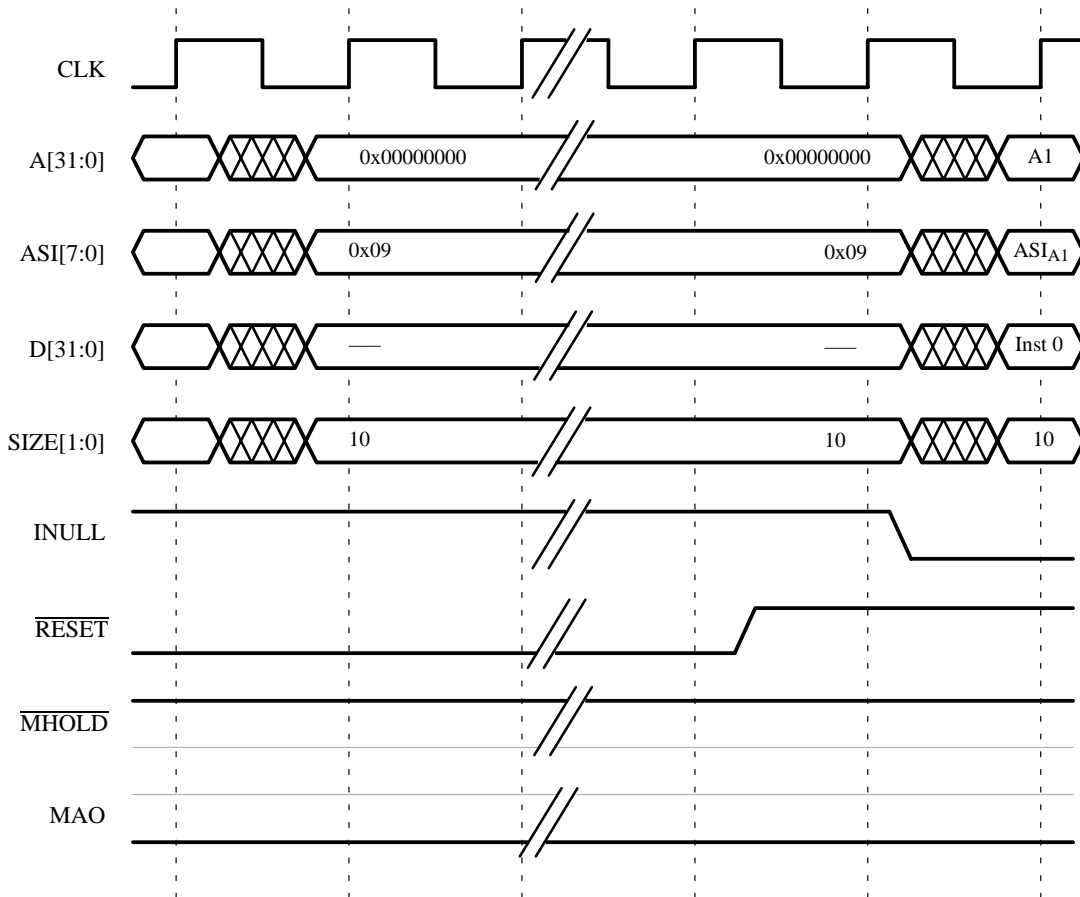 CLK
A[31:0] 0x00000000 0x00000000 A1
ASI[7:0] 0x09 0x09 ASIA1
D[31:0] — — Inst 0
SIZE[1:0] 10 10 10
INULL
RESET
MHOLD
MAO